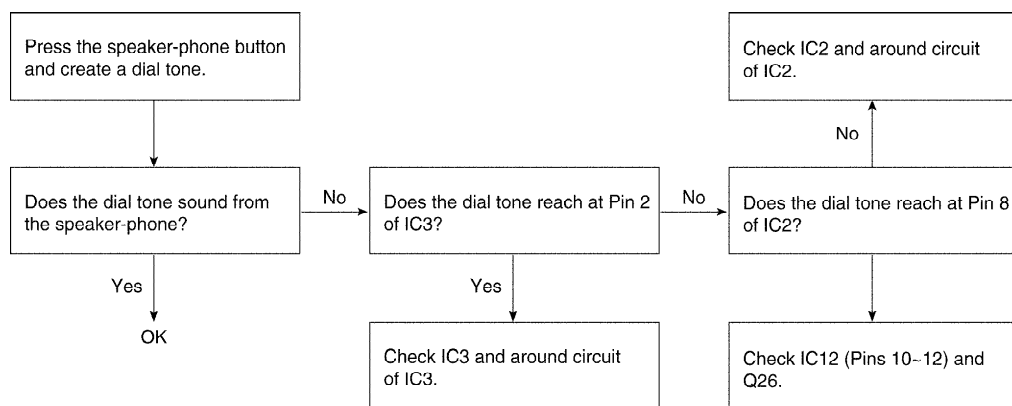 Press the speaker-phone button
and create a dial tone.
Check IC2 and around circuit
of IC2.
No
Does the dial tone sound from
the speaker-phone?
No
Does the dial tone reach at Pin 2
of IC3?
No
Does the dial tone reach at Pin 8
of IC2?
Yes
OK
Yes
Check IC3 and around circuit
of IC3.
Check IC12 (Pins 10~12) and
Q26.